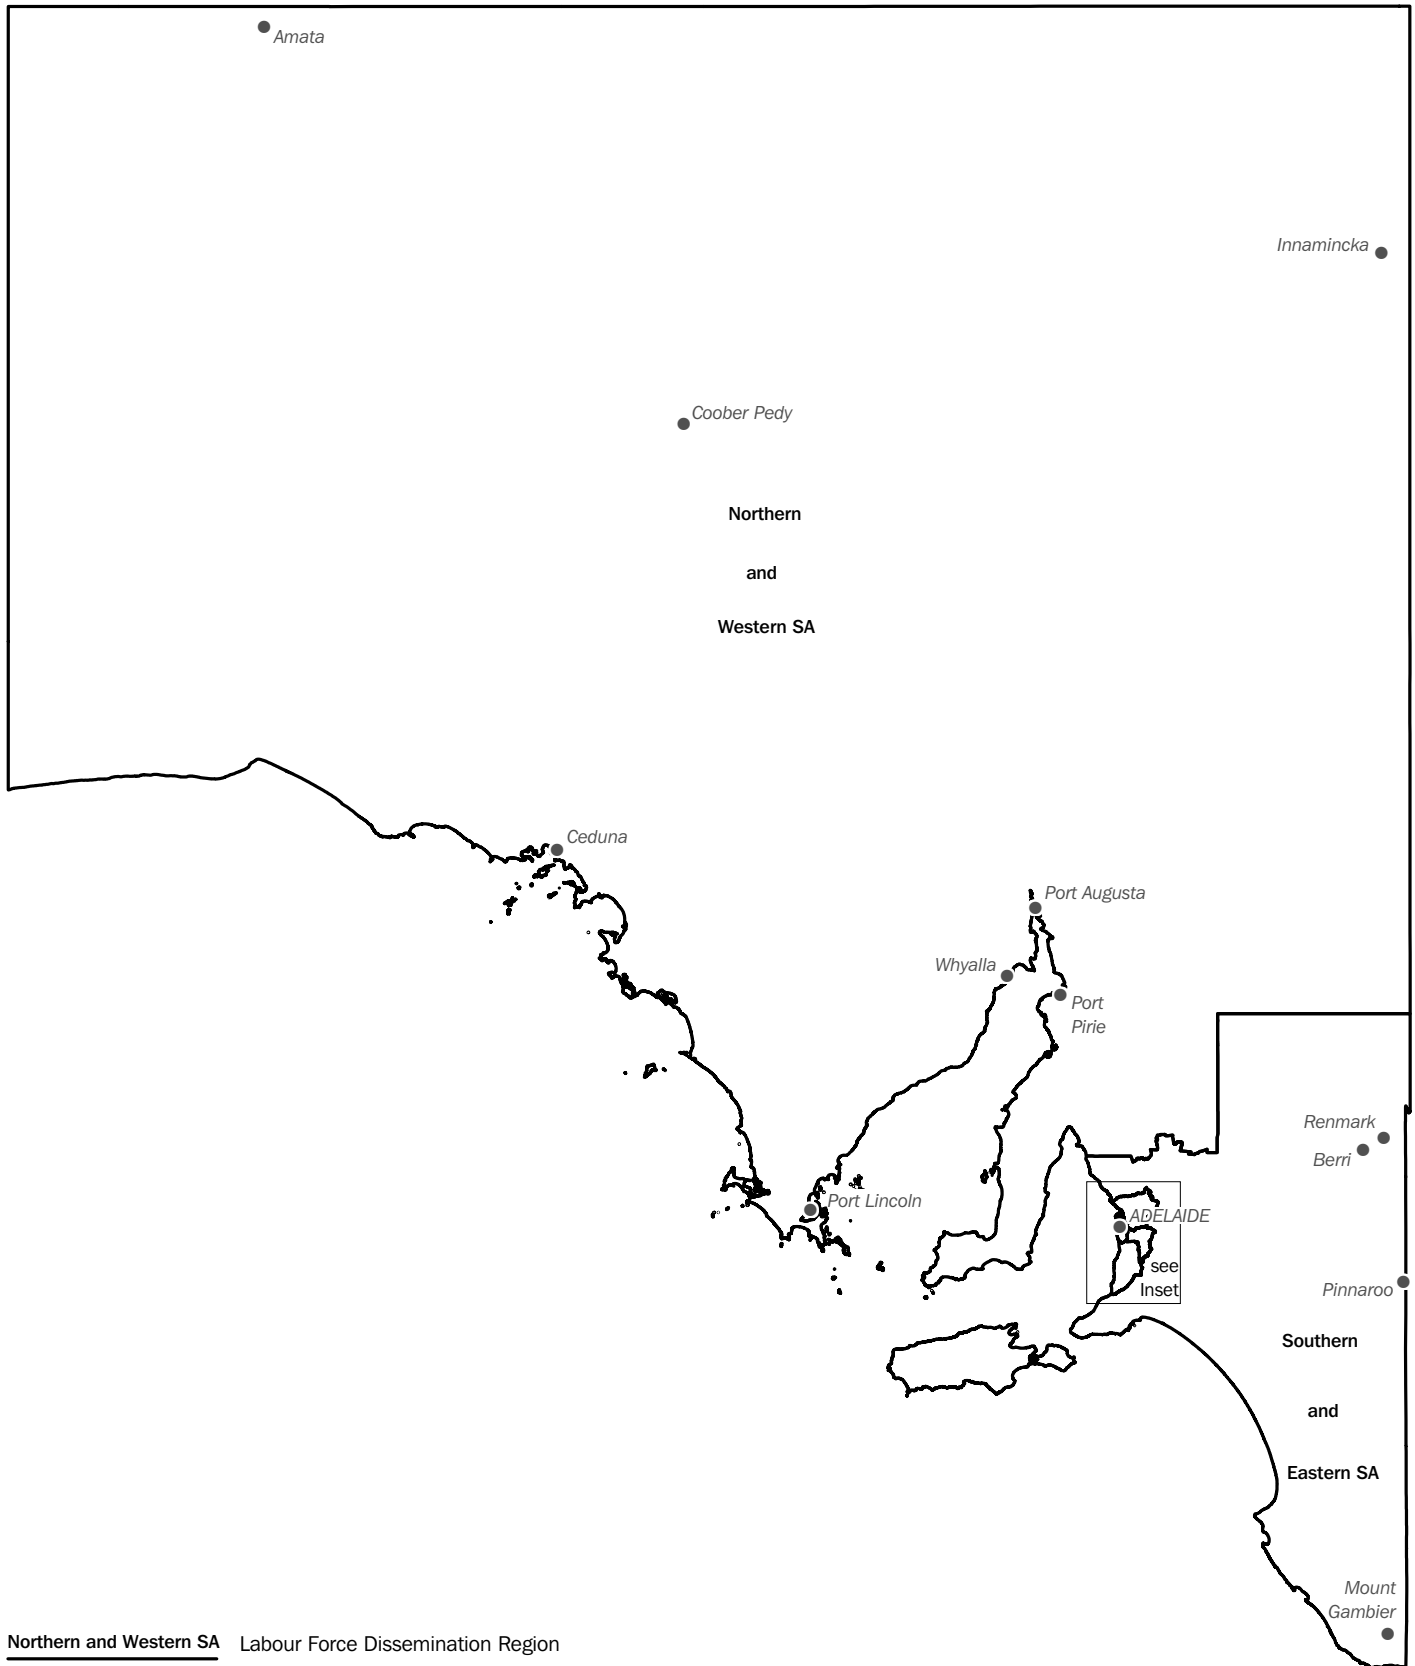 Amata
Innamincka
Coober Pedy
Northern
and
Western SA
Ceduna
Port Augusta
Whyalla
Port
Pirie
Renmark
Berri
Port Lincoln
ADELAIDE
see
Inset
Pinnaroo
Southern
and
Eastern SA
Mount
Gambier
Northern and Western SA Labour Force Dissemination Region